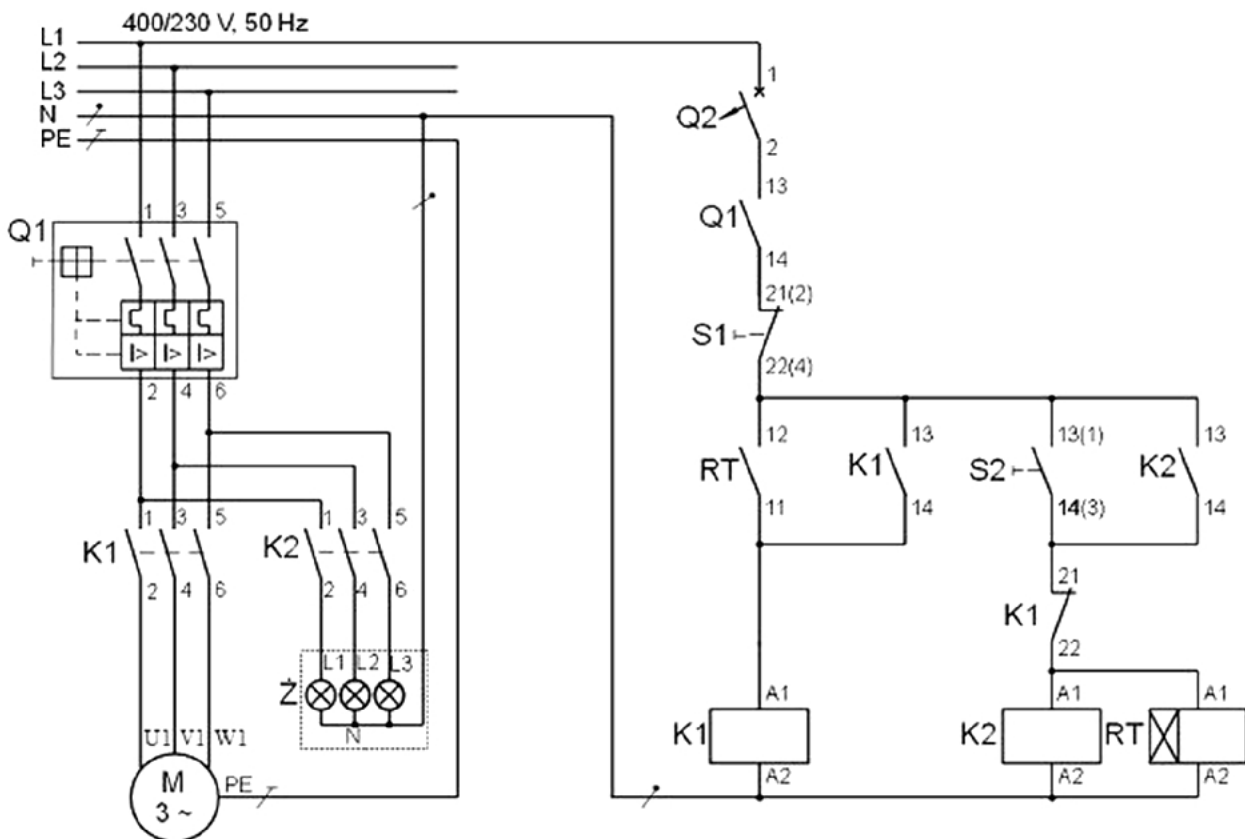 400/230 V, 50 Hz
L1
L2
L3
N
PE
1
Q2
2
13
Q1
14
21(2)
S1
22(4)
Q1
1 3 5
I> I> I>
2 4 6
12 13 13(1) 13
RT K1 S2 K2
11 14 14(3) 14
1 3 5
K1
2 4 6
1 3 5
K2
2 4 6
21
K1
22
L1 L2 L3
Ż
N
U1 V1 W1
M
3 ~
PE
A1 A1 A1
K1 K2 RT
A2 A2 A2